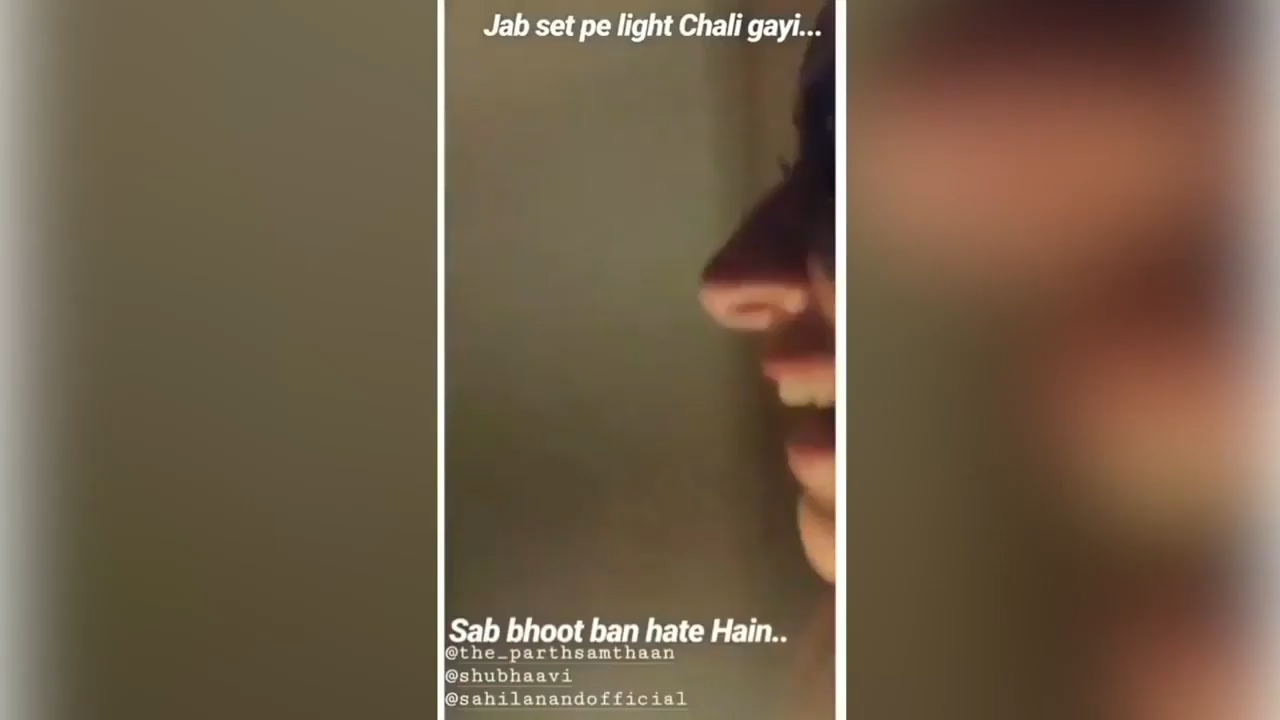 Jab set pe light Chali gayi...
Sab bhoot ban hate Hain..
@the_parthsamthaan
@shubhaavi
@sahilanandofficial